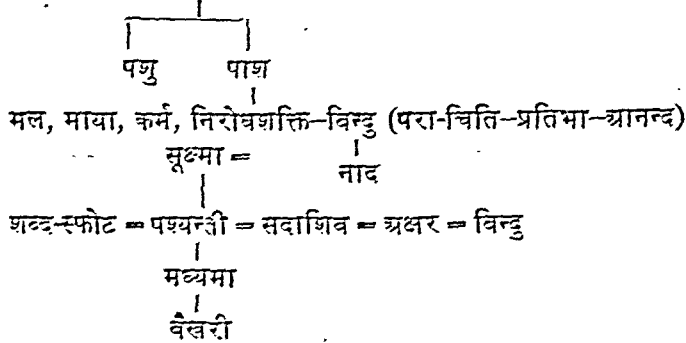 पशु पाश
मल, माया, कर्म, निरोधशक्ति–विन्दु (परा-चिति–प्रतिभा–आनन्द)
सूक्ष्मा =
नाद
शब्द-स्फोट = पश्यन्ती = सदाशिव = अक्षर = विन्दु
मध्यमा
वैखरी